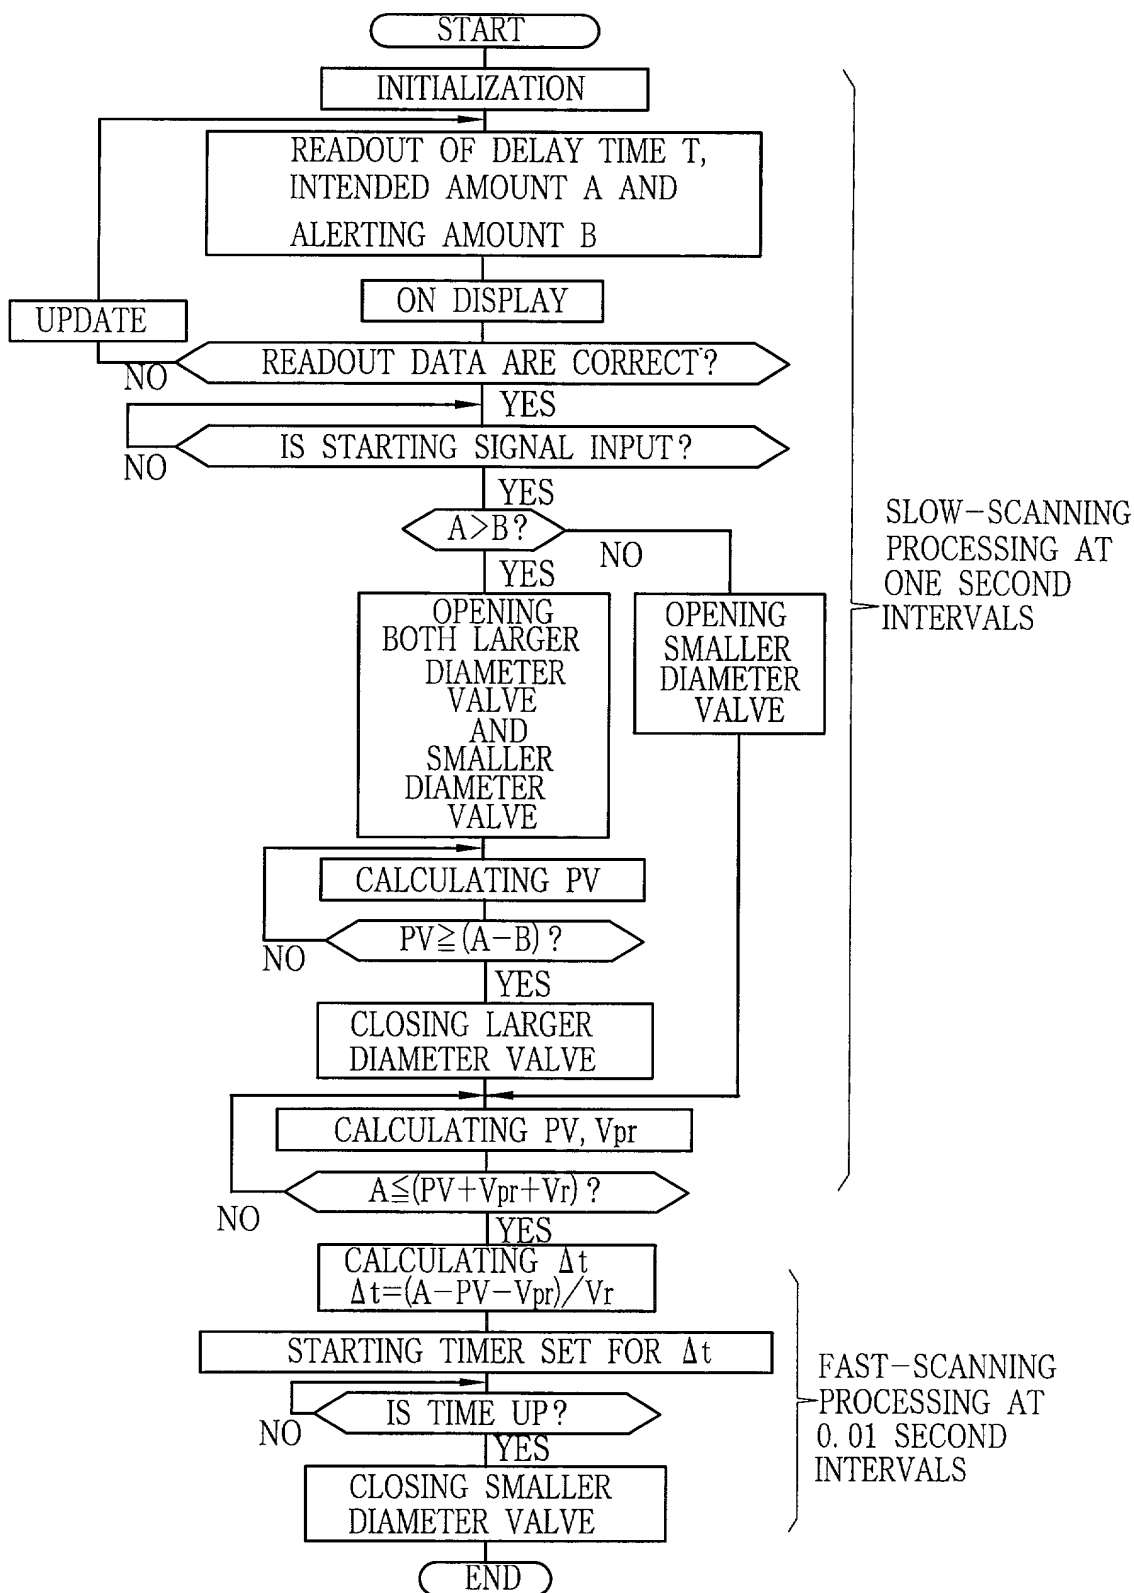 START
INITIALIZATION
READOUT OF DELAY TIME T,
INTENDED AMOUNT A AND
ALERTING AMOUNT B
ON DISPLAY
UPDATE
READOUT DATA ARE CORRECT?
NO
YES
IS STARTING SIGNAL INPUT?
NO
YES
A>B?
NO
YES
OPENING
BOTH LARGER
DIAMETER
VALVE
AND
SMALLER
DIAMETER
VALVE
OPENING
SMALLER
DIAMETER
VALVE
SLOW-SCANNING
PROCESSING AT
ONE SECOND
INTERVALS
CALCULATING PV
PV≧(A-B)?
NO
YES
CLOSING LARGER
DIAMETER VALVE
CALCULATING PV, Vpr
A≦(PV+Vpr+Vr)?
NO
YES
CALCULATING Δt
Δt=(A-PV-Vpr)/Vr
STARTING TIMER SET FOR Δt
IS TIME UP?
NO
YES
CLOSING SMALLER
DIAMETER VALVE
FAST-SCANNING
PROCESSING AT
0.01 SECOND
INTERVALS
END